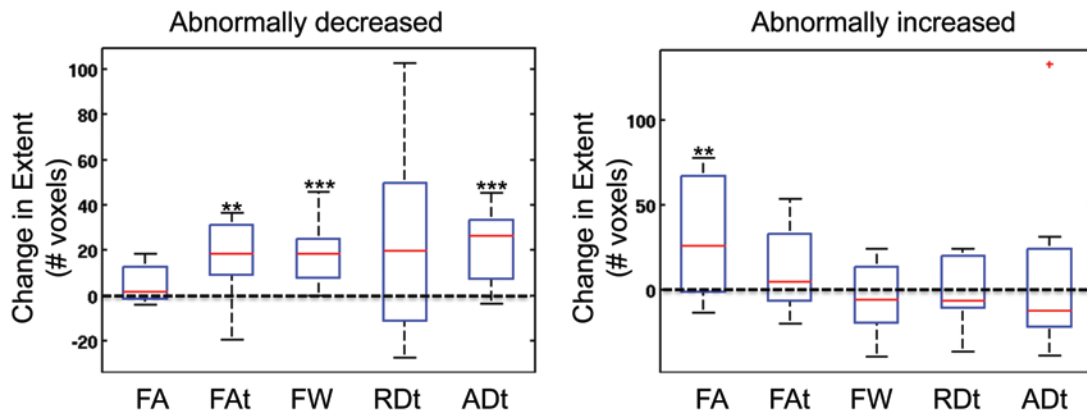 Abnormally decreased
Change in Extent
(# voxels)
100
80
60
40
20
0
-20
**
***
***
FA FAt FW RDt ADt
Abnormally increased
Change in Extent
(# voxels)
100
50
0
**
FA FAt FW RDt ADt